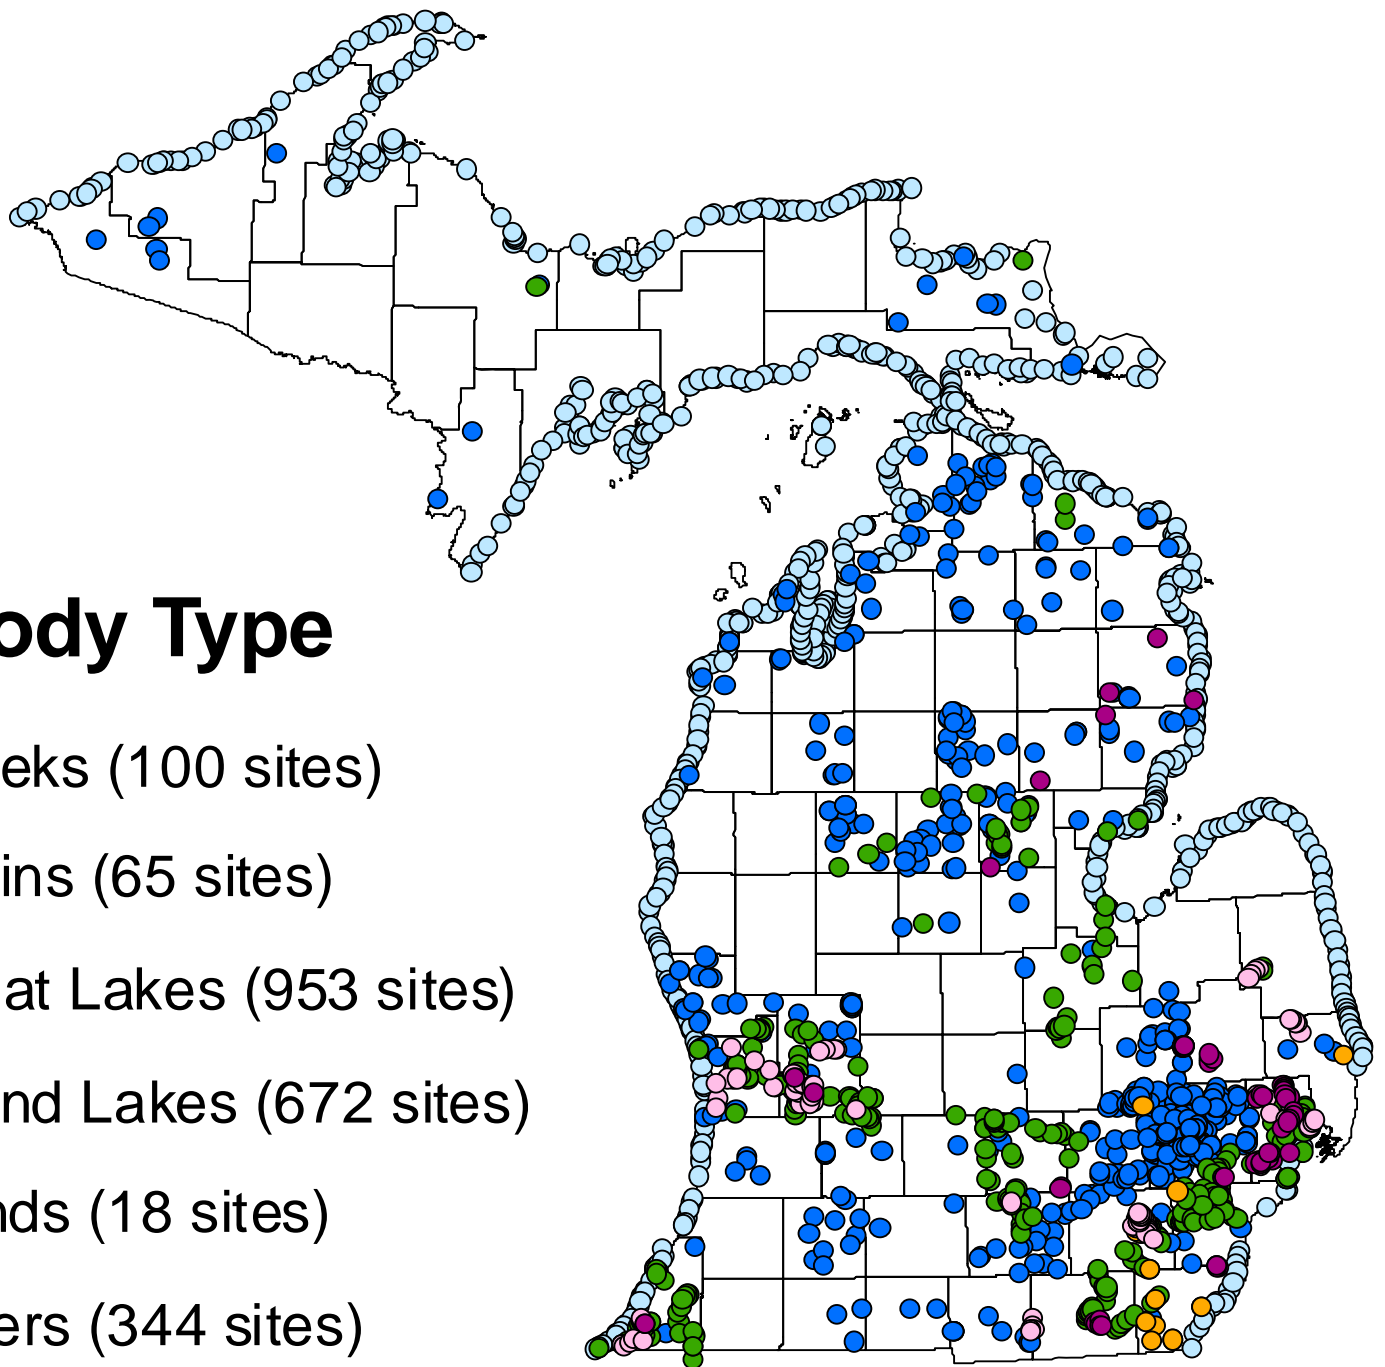 ody Type
eks (100 sites)
ins (65 sites)
at Lakes (953 sites)
nd Lakes (672 sites)
nds (18 sites)
ers (344 sites)